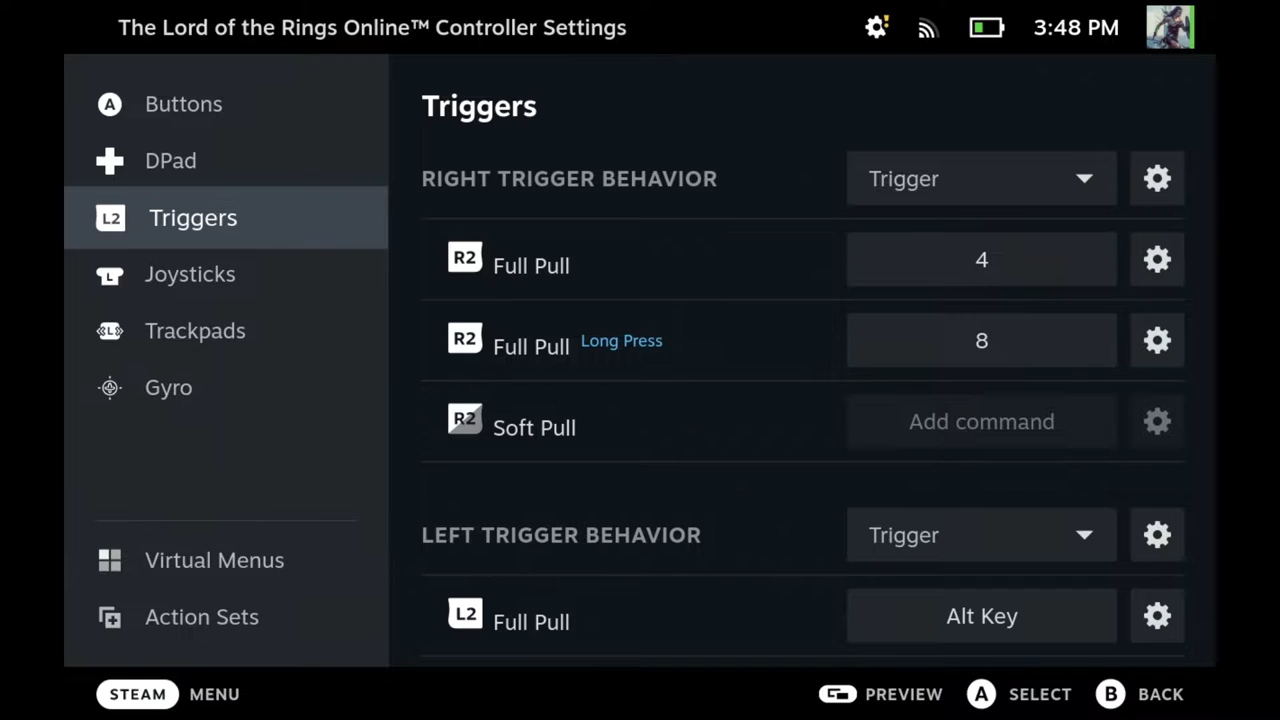 The Lord of the Rings Online™ Controller Settings
3:48 PM
A Buttons
DPad
L2 Triggers
L Joysticks
L Trackpads
Gyro
Virtual Menus
Action Sets
Triggers
RIGHT TRIGGER BEHAVIOR Trigger
R2 Full Pull 4
R2 Full Pull Long Press 8
R2 Soft Pull Add command
LEFT TRIGGER BEHAVIOR Trigger
L2 Full Pull Alt Key
STEAM MENU
PREVIEW A SELECT B BACK